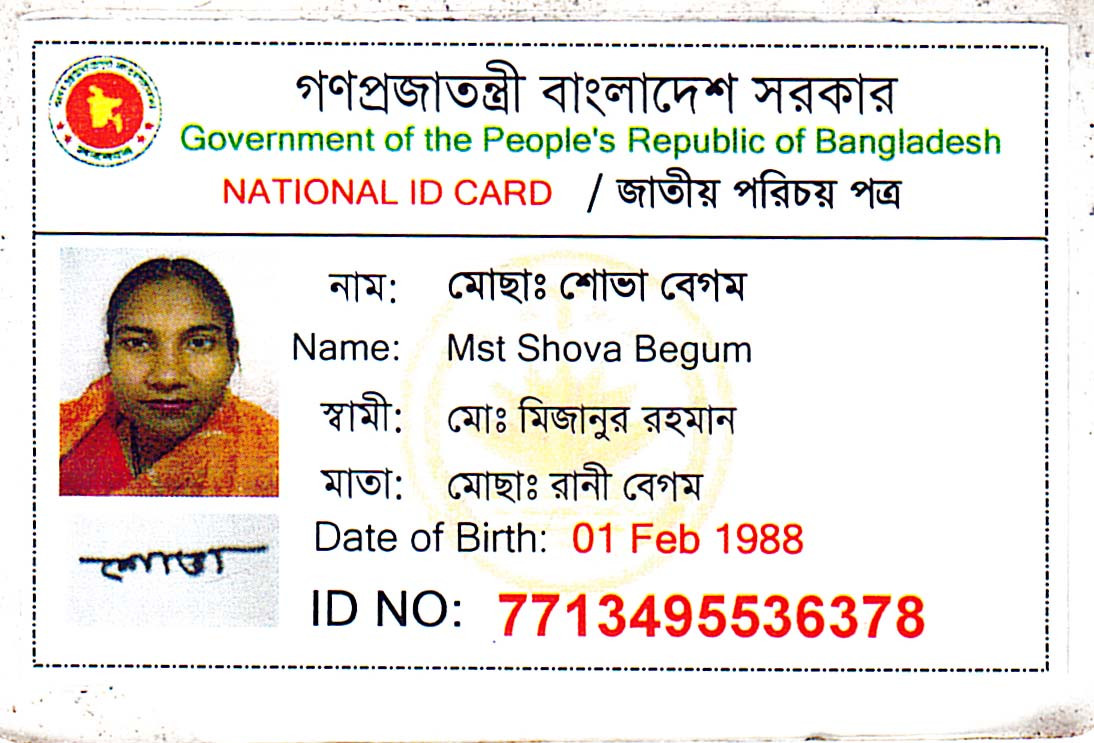 গণপ্রজাতন্ত্রী বাংলাদেশ সরকার
Government of the People's Republic of Bangladesh
NATIONAL ID CARD / জাতীয় পরিচয় পত্র
নাম: মোছাঃ শোভা বেগম
Name: Mst Shova Begum
স্বামী: মোঃ মিজানুর রহমান
মাতা: মোছাঃ রানী বেগম
Date of Birth: 01 Feb 1988
ID NO: 7713495536378
শোভা